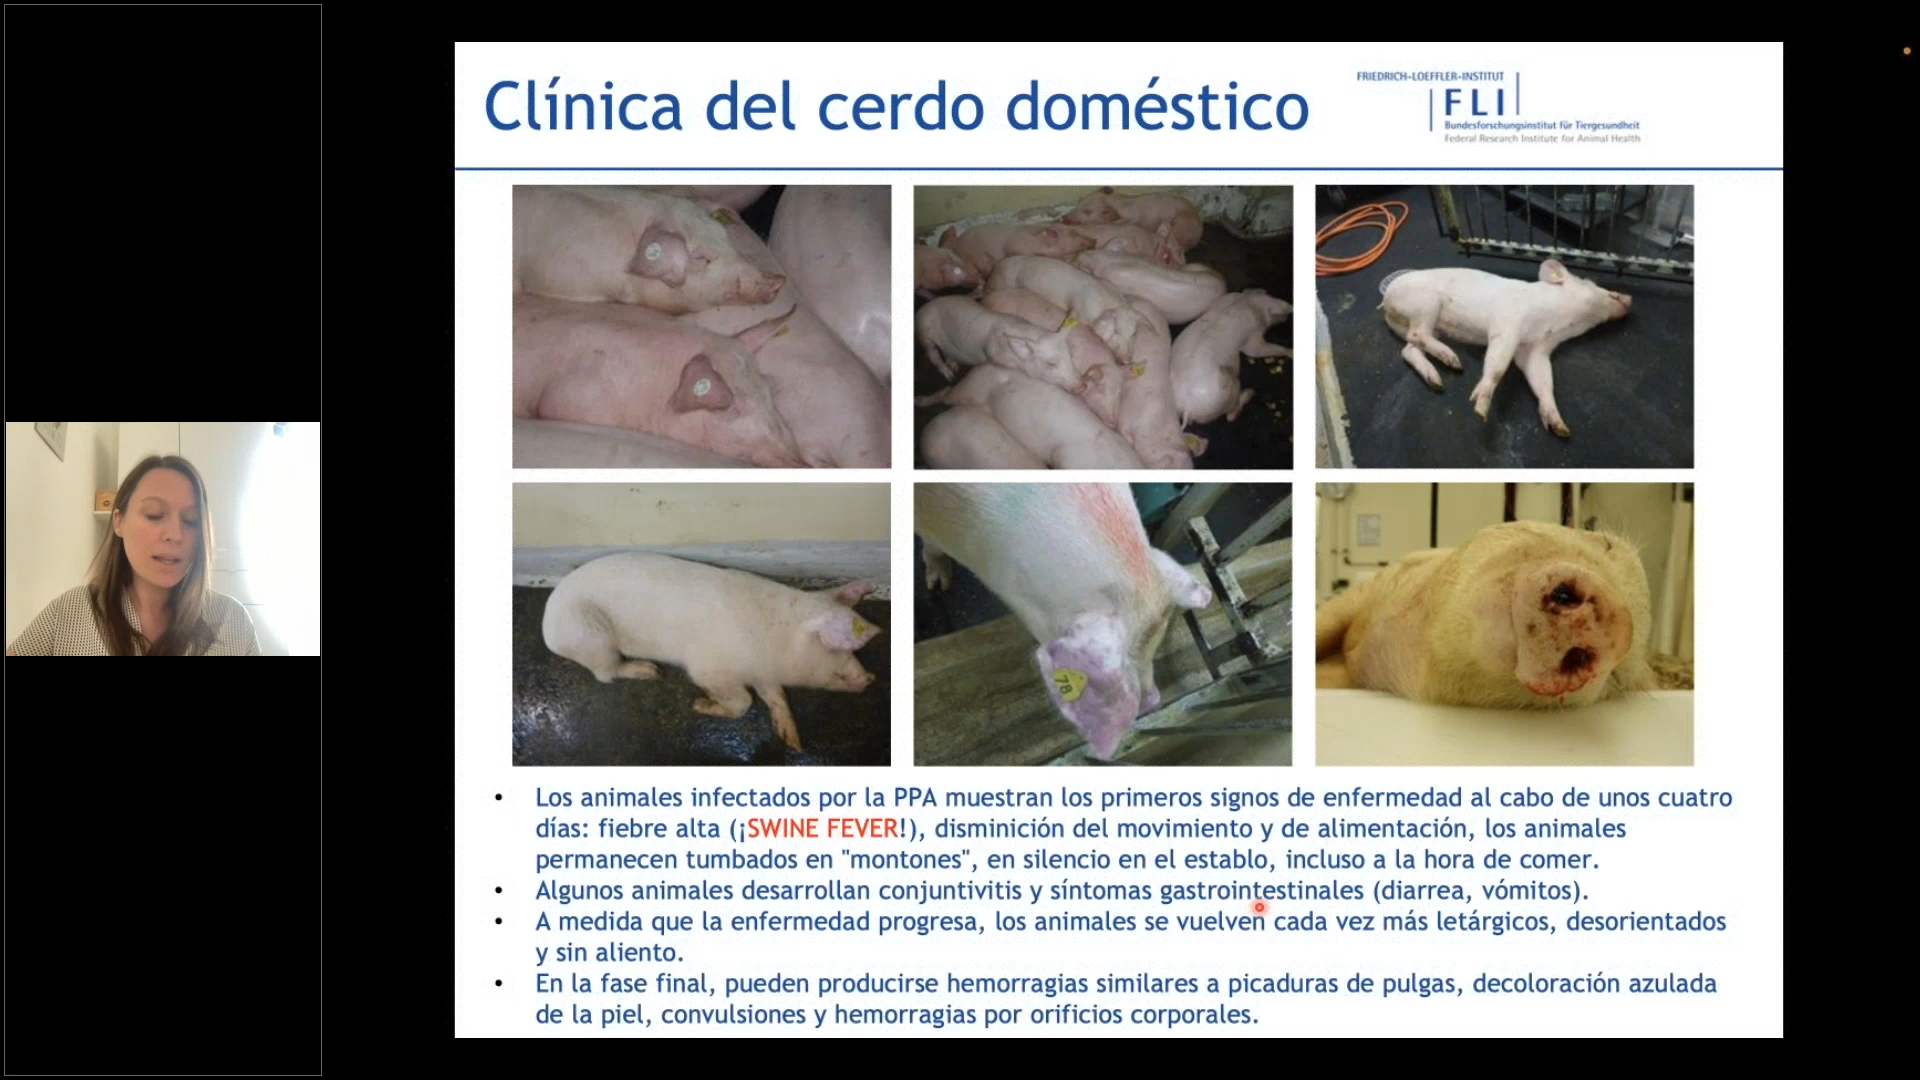 Clínica del cerdo doméstico
FRIEDRICH-LOEFFLER-INSTITUT
FLI
Bundesforschungsinstitut für Tiergesundheit
Federal Research Institute for Animal Health
78
• Los animales infectados por la PPA muestran los primeros signos de enfermedad al cabo de unos cuatro
días: fiebre alta (¡SWINE FEVER!), disminición del movimiento y de alimentación, los animales
permanecen tumbados en "montones", en silencio en el establo, incluso a la hora de comer.
• Algunos animales desarrollan conjuntivitis y síntomas gastrointestinales (diarrea, vómitos).
• A medida que la enfermedad progresa, los animales se vuelven cada vez más letárgicos, desorientados
y sin aliento.
• En la fase final, pueden producirse hemorragias similares a picaduras de pulgas, decoloración azulada
de la piel, convulsiones y hemorragias por orificios corporales.